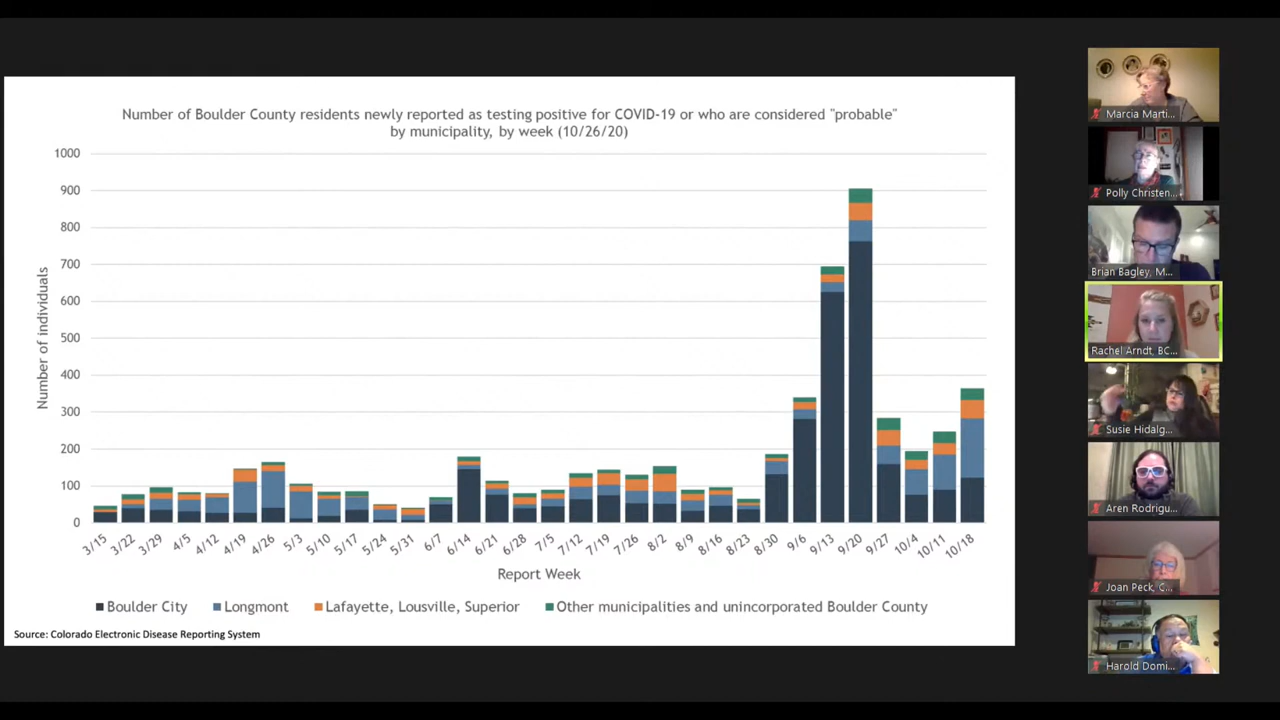 Number of Boulder County residents newly reported as testing positive for COVID-19 or who are considered "probable"
by municipality, by week (10/26/20)
1000
900
800
700
600
500
400
300
200
100
0
Number of individuals
3/15 3/22 3/29 4/5 4/12 4/19 4/26 5/3 5/10 5/17 5/24 5/31 6/7 6/14 6/21 6/28 7/5 7/12 7/19 7/26 8/2 8/9 8/16 8/23 8/30 9/6 9/13 9/20 9/27 10/4 10/11 10/18
Report Week
Boulder City Longmont Lafayette, Lousville, Superior Other municipalities and unincorporated Boulder County
Source: Colorado Electronic Disease Reporting System
Marcia Marti...
Polly Christen...
Brian Bagley, M...
Rachel Arndt, BC...
Susie Hidalg...
Aren Rodrigu...
Joan Peck, C...
Harold Domi...